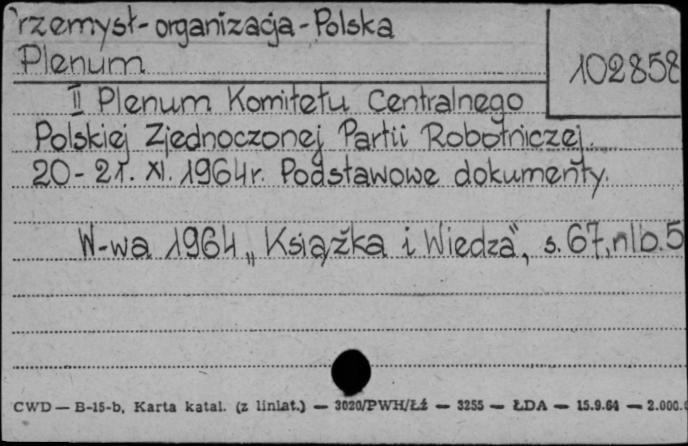 Przemysł-organizacja-Polska
Plenum
102858
II Plenum Komitetu Centralnego
Polskiej Zjednoczonej Partii Robotniczej.
20-21. XI. 1964r. Podstawowe dokumenty.
W-wa 1964 „Książka i Wiedza", s. 67, nlb. 5
CWD — B-15-b, Karta katal. (z liniat.) — 3020/PWH/Łź — 3255 — ŁDA — 15.9.64 — 2.000.